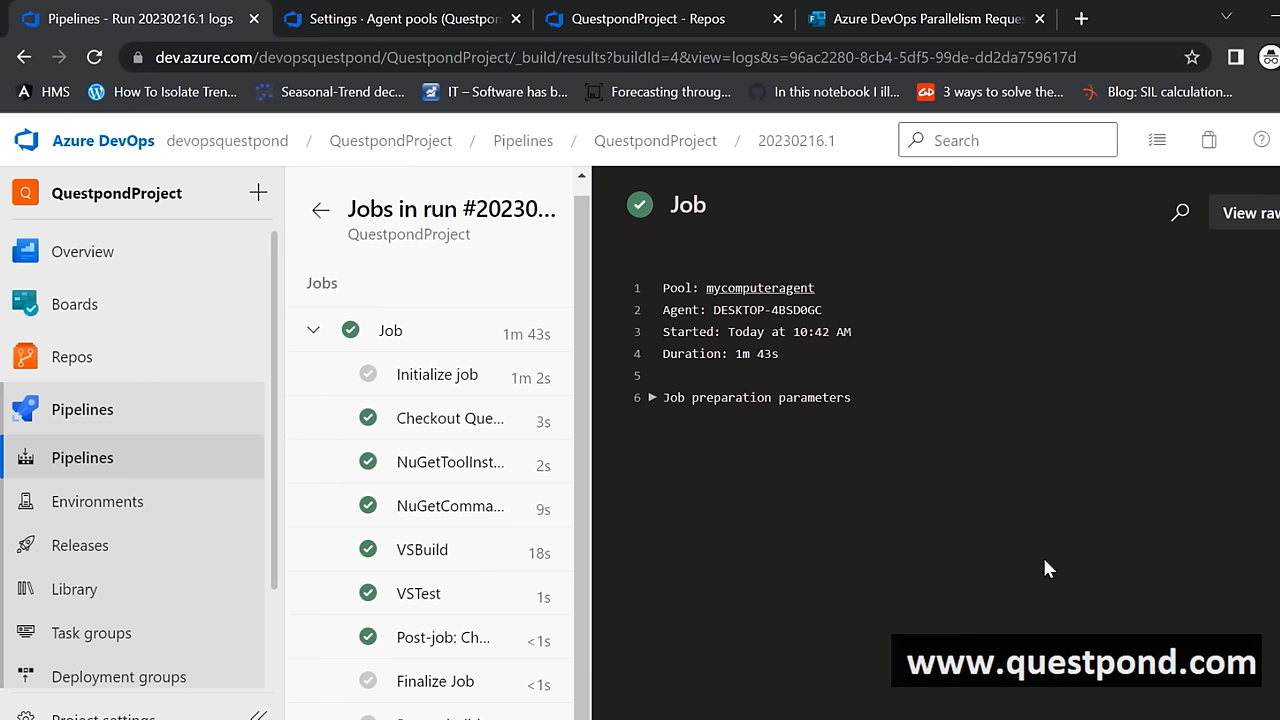 Pipelines - Run 20230216.1 logs
Settings · Agent pools (Questpon
QuestpondProject - Repos
Azure DevOps Parallelism Reques
dev.azure.com/devopsquestpond/QuestpondProject/_build/results?buildId=4&view=logs&s=96ac2280-8cb4-5df5-99de-dd2da759617d
HMS
How To Isolate Tren...
Seasonal-Trend dec...
IT – Software has b...
Forecasting throug...
In this notebook I ill...
3 ways to solve the...
Blog: SIL calculation...
Azure DevOps
devopsquestpond / QuestpondProject / Pipelines / QuestpondProject / 20230216.1
Search
Q
QuestpondProject
Overview
Boards
Repos
Pipelines
Pipelines
Environments
Releases
Library
Task groups
Deployment groups
Project settings
Jobs in run #20230...
QuestpondProject
Jobs
Job 1m 43s
Initialize job 1m 2s
Checkout Que... 3s
NuGetToolInst... 2s
NuGetComma... 9s
VSBuild 18s
VSTest 1s
Post-job: Ch... <1s
Finalize Job <1s
Job
View raw
1 Pool: mycomputeragent
2 Agent: DESKTOP-4BSD0GC
3 Started: Today at 10:42 AM
4 Duration: 1m 43s
5
6 Job preparation parameters
www.questpond.com